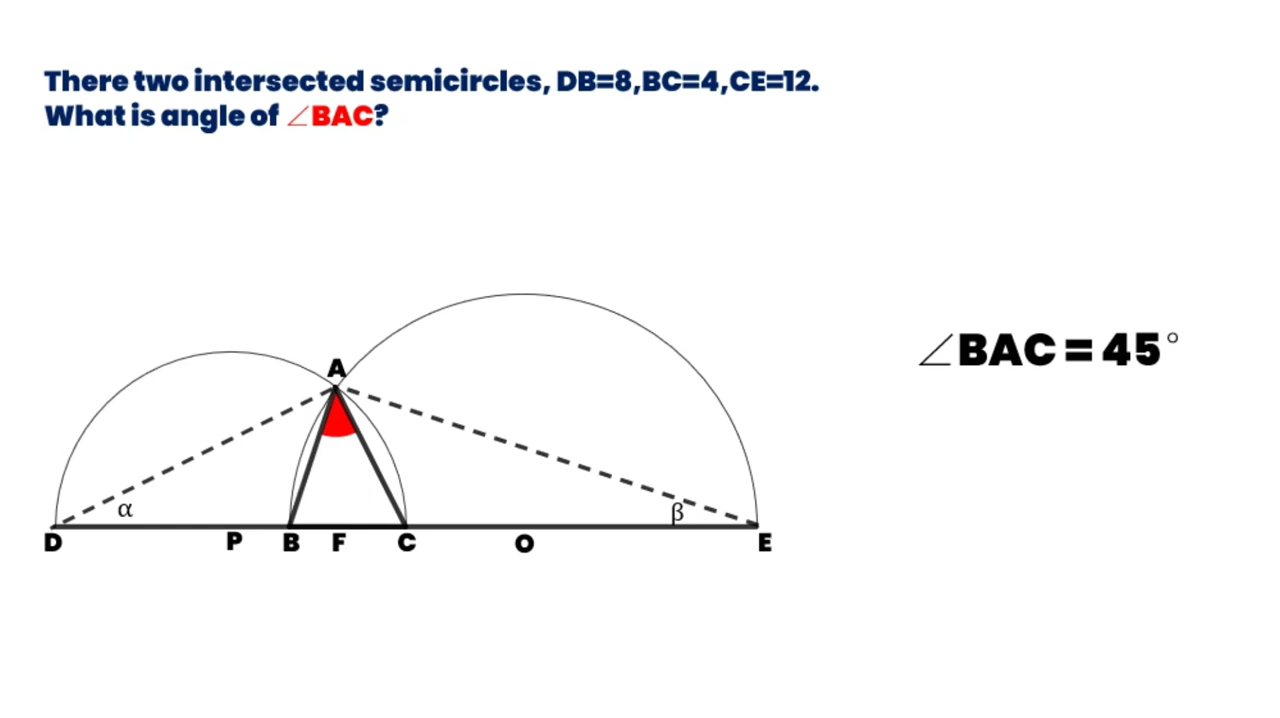 There two intersected semicircles, DB=8,BC=4,CE=12.
What is angle of ∠BAC?
A
∠BAC = 45°
α
β
D P B F C O E